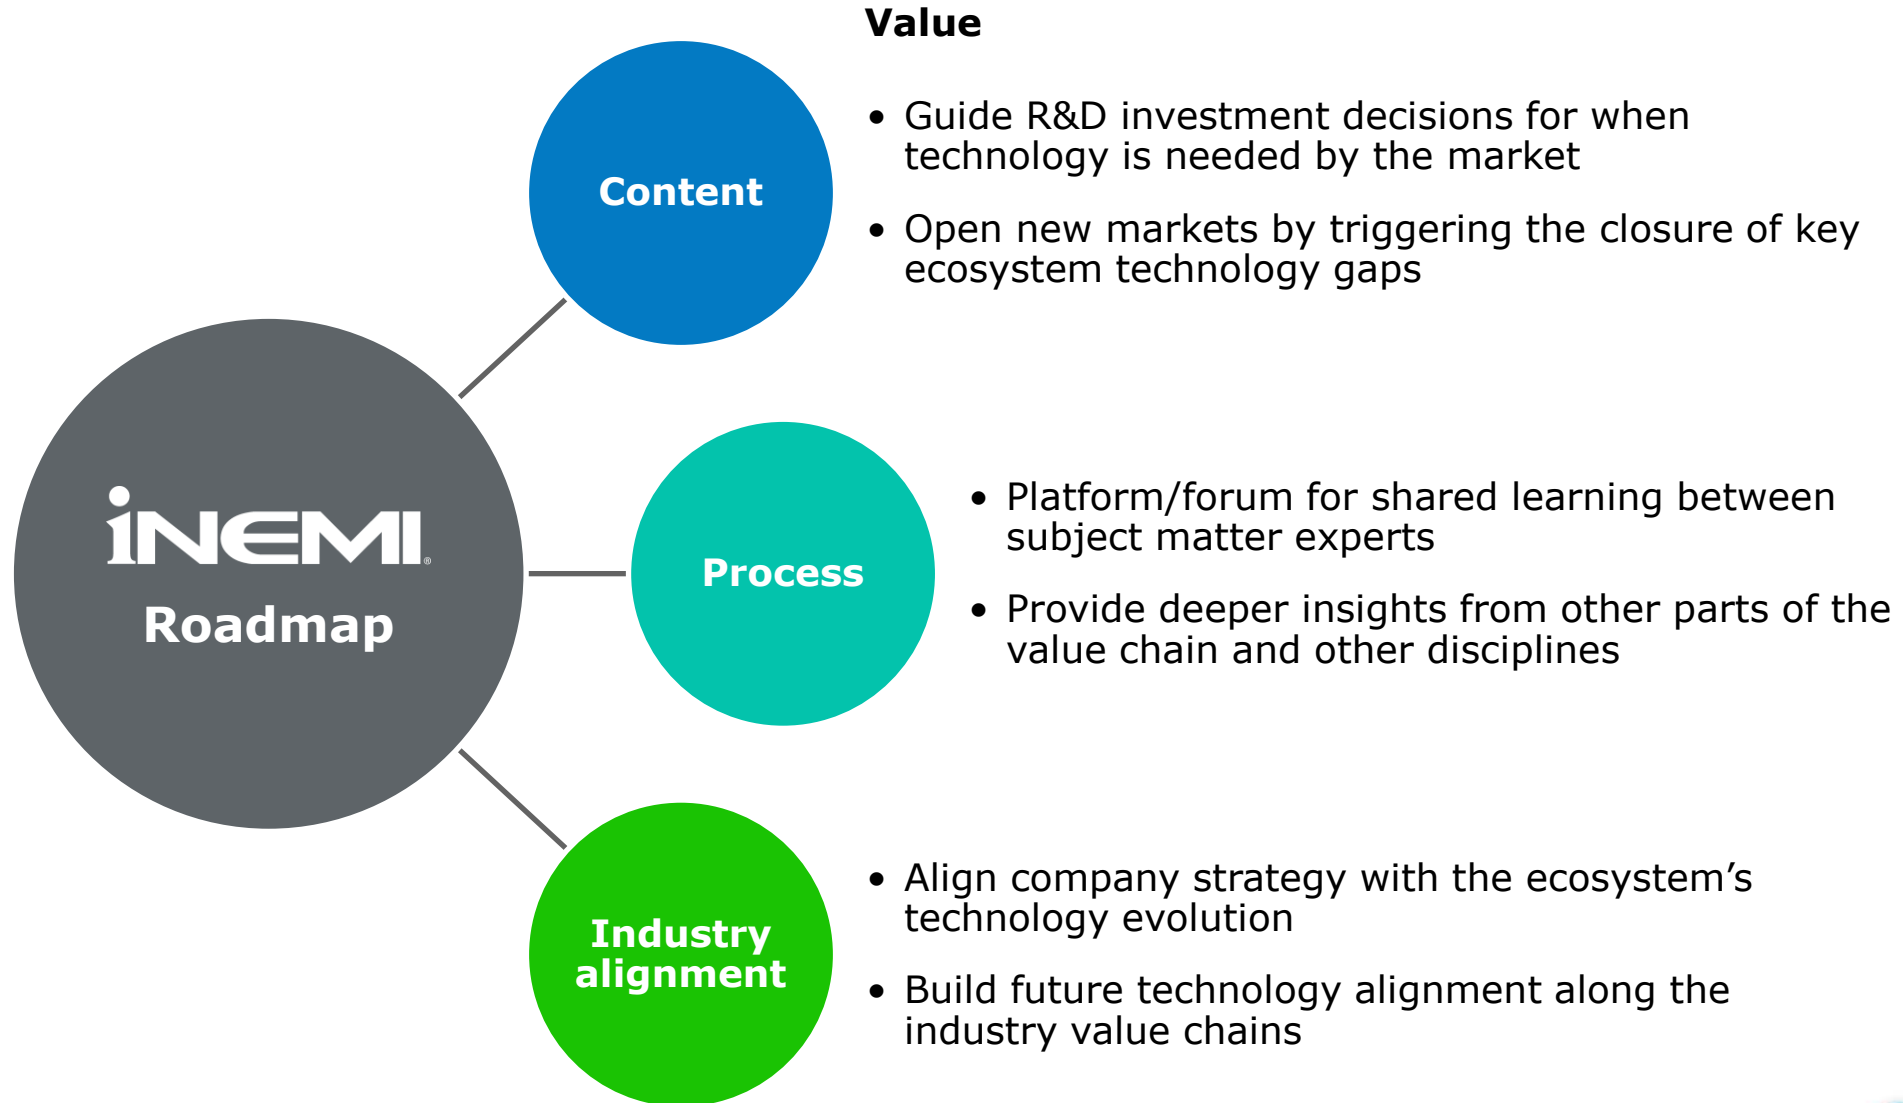 Value
Content
• Guide R&D investment decisions for when
technology is needed by the market
• Open new markets by triggering the closure of key
ecosystem technology gaps
iNEMI®
Roadmap
Process
• Platform/forum for shared learning between
subject matter experts
• Provide deeper insights from other parts of the
value chain and other disciplines
Industry
alignment
• Align company strategy with the ecosystem’s
technology evolution
• Build future technology alignment along the
industry value chains